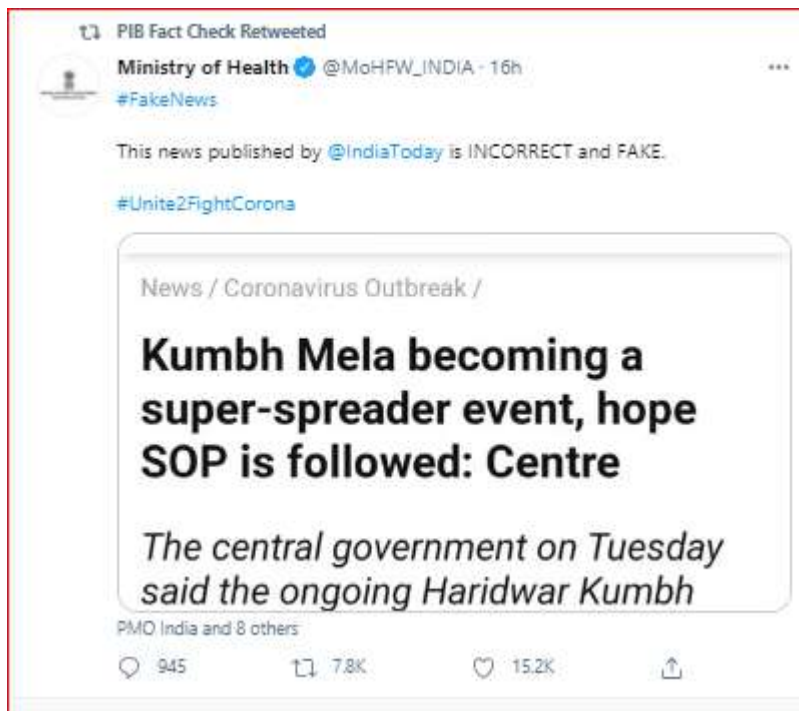 PIB Fact Check Retweeted
Ministry of Health @MoHFW_INDIA · 16h
#FakeNews
This news published by @IndiaToday is INCORRECT and FAKE.
#Unite2FightCorona
News / Coronavirus Outbreak /
Kumbh Mela becoming a
super-spreader event, hope
SOP is followed: Centre
The central government on Tuesday
said the ongoing Haridwar Kumbh
PMO India and 8 others
945 7.8K 15.2K